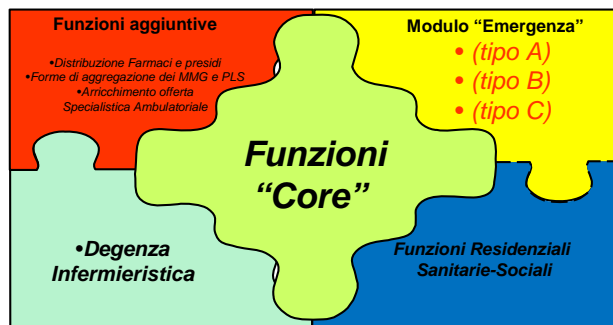 Funzioni aggiuntive
•Distribuzione Farmaci e presidi
•Forme di aggregazione dei MMG e PLS
•Arricchimento offerta
Specialistica Ambulatoriale
Modulo “Emergenza”
• (tipo A)
• (tipo B)
• (tipo C)
Funzioni
“Core”
•Degenza
Infermieristica
Funzioni Residenziali
Sanitarie-Sociali